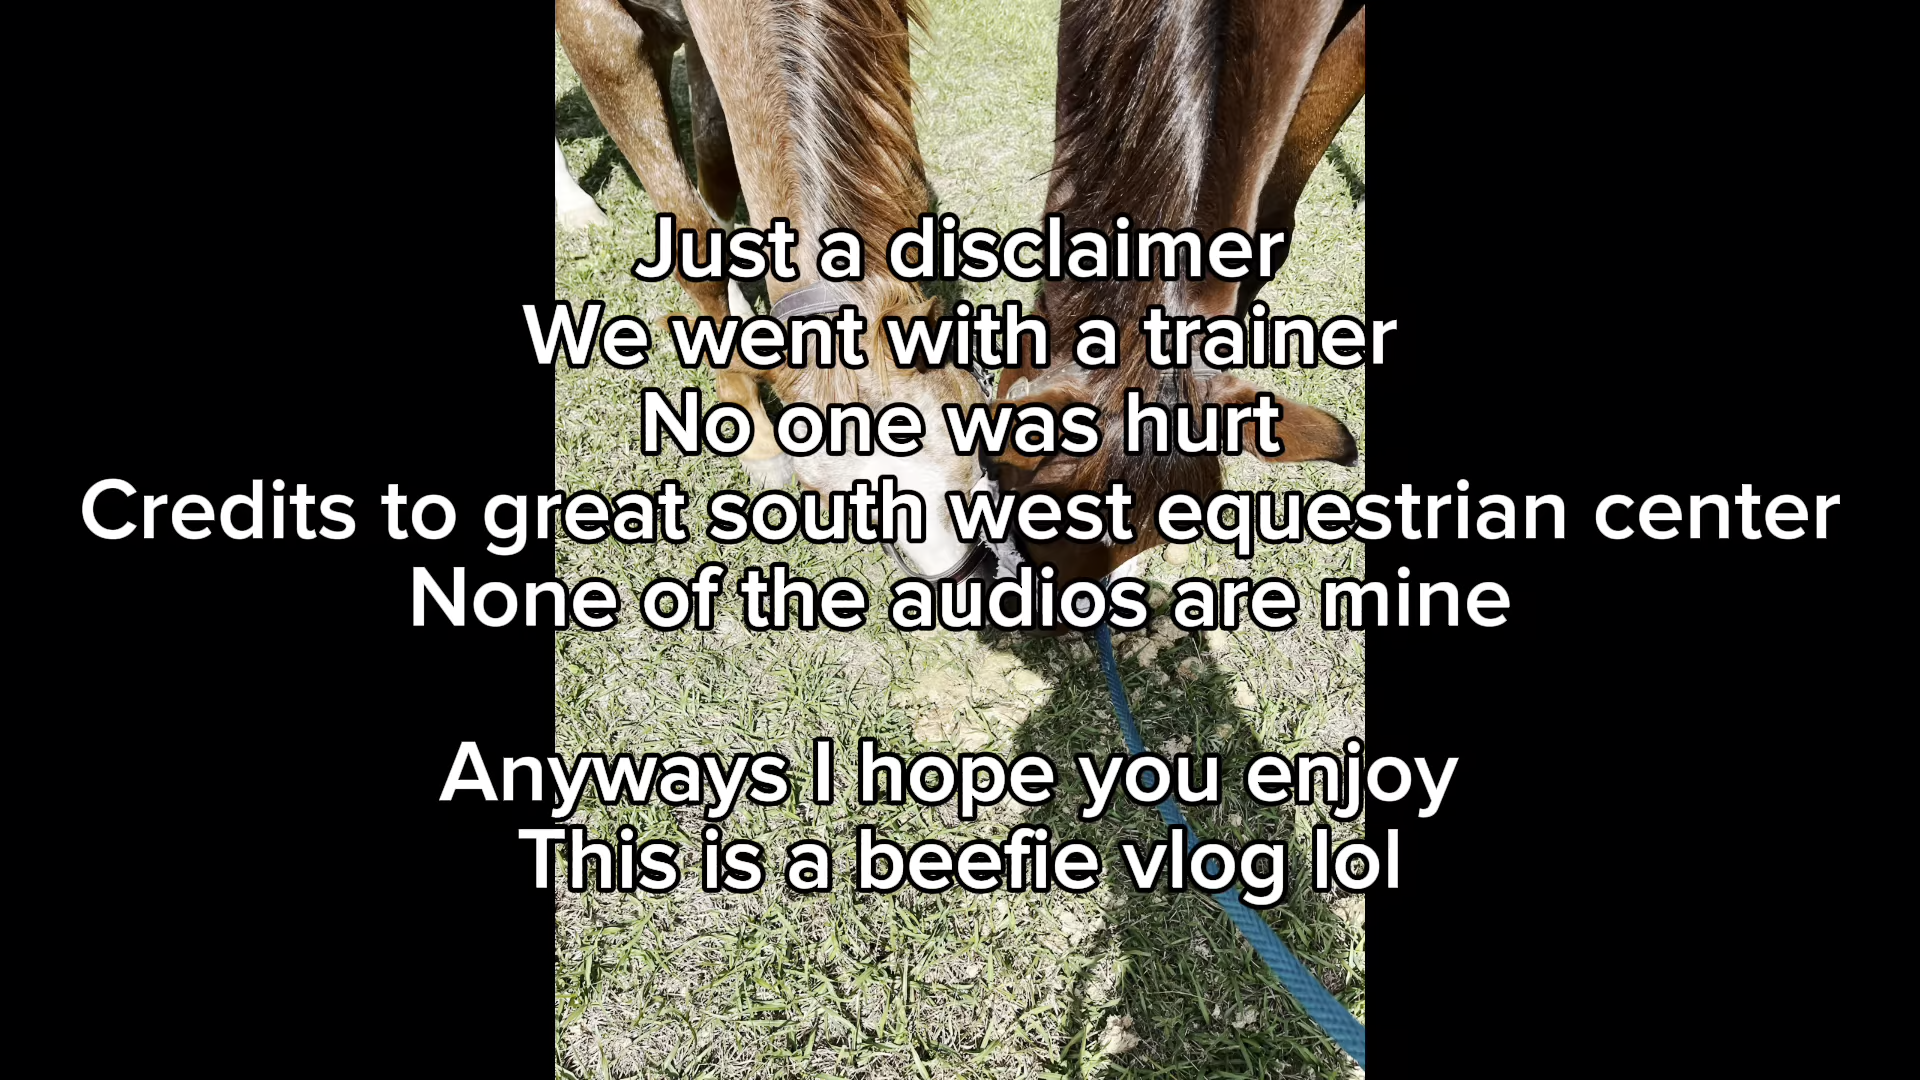 Just a disclaimer
We went with a trainer
No one was hurt
Credits to great south west equestrian center
None of the audios are mine
Anyways I hope you enjoy
This is a beefie vlog lol